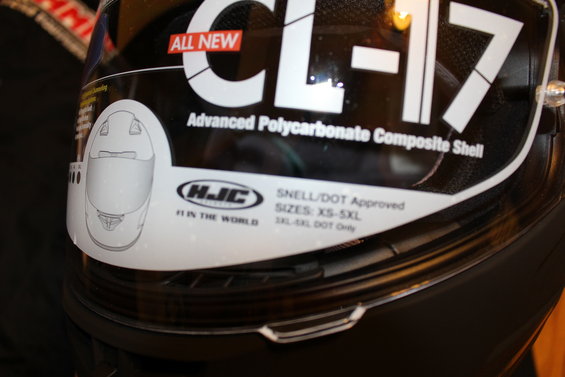 ALL NEW
CL-17
Advanced Polycarbonate Composite Shell
HJC
#1 IN THE WORLD
SNELL/DOT Approved
SIZES: XS-5XL
3XL-5XL DOT Only